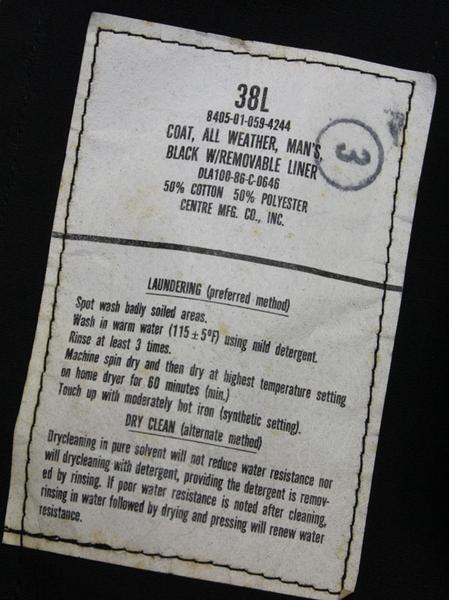 38L
8405-01-059-4244
COAT, ALL WEATHER, MAN'S,
BLACK W/REMOVABLE LINER
DLA100-86-C-0646
50% COTTON 50% POLYESTER
CENTRE MFG. CO., INC.
3
LAUNDERING (preferred method)
Spot wash badly soiled areas.
Wash in warm water (115 ± 5°F) using mild detergent.
Rinse at least 3 times.
Machine spin dry and then dry at highest temperature setting
on home dryer for 60 minutes (min.)
Touch up with moderately hot iron (synthetic setting).
DRY CLEAN (alternate method)
Drycleaning in pure solvent will not reduce water resistance nor
will drycleaning with detergent, providing the detergent is remov-
ed by rinsing. If poor water resistance is noted after cleaning,
rinsing in water followed by drying and pressing will renew water
resistance.